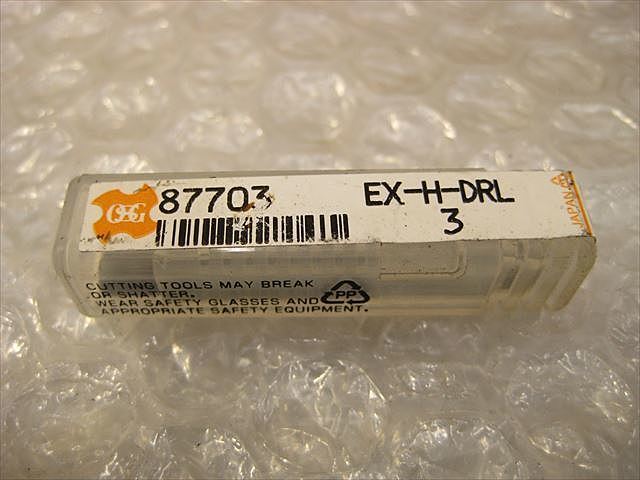 OSG
87703
EX-H-DRL
3
JAPAN
CUTTING TOOLS MAY BREAK
OR SHATTER.
WEAR SAFETY GLASSES AND
APPROPRIATE SAFETY EQUIPMENT.
PP